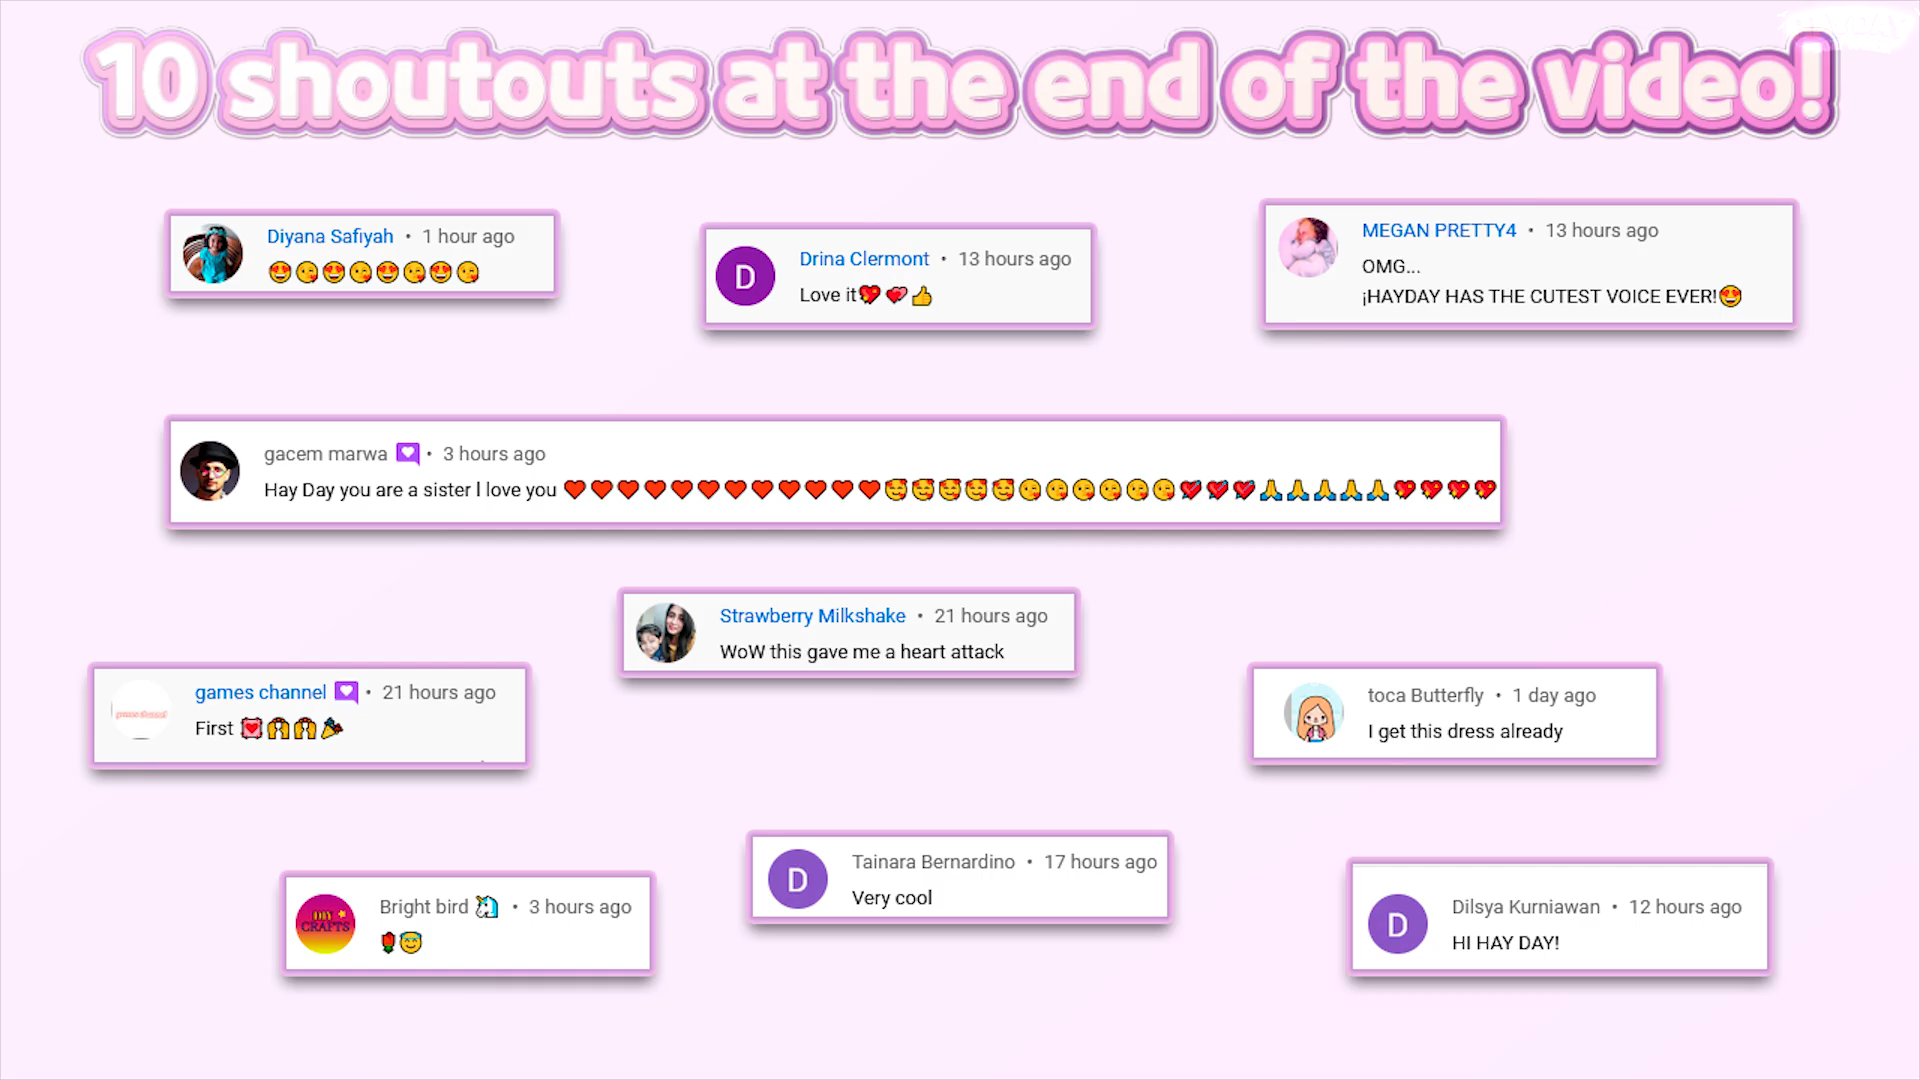 10 shoutouts at the end of the video!
Diyana Safiyah • 1 hour ago
😍😘😍😘😍😘😍😘
Drina Clermont • 13 hours ago
Love it💖💕👍
MEGAN PRETTY4 • 13 hours ago
OMG...
¡HAYDAY HAS THE CUTEST VOICE EVER!😍
gacem marwa • 3 hours ago
Hay Day you are a sister I love you ❤❤❤❤❤❤❤❤❤❤❤❤🥰🥰🥰🥰🥰😘😘😘😘😘😘💘💘💘🙏🙏🙏🙏🙏💖💖💖💖
Strawberry Milkshake • 21 hours ago
WoW this gave me a heart attack
games channel • 21 hours ago
First 💟🙌🙌🎉
toca Butterfly • 1 day ago
I get this dress already
Tainara Bernardino • 17 hours ago
D
Very cool
DIY
CRAFTS
Bright bird 🦄 • 3 hours ago
🌹😇
Dilsya Kurniawan • 12 hours ago
D
HI HAY DAY!